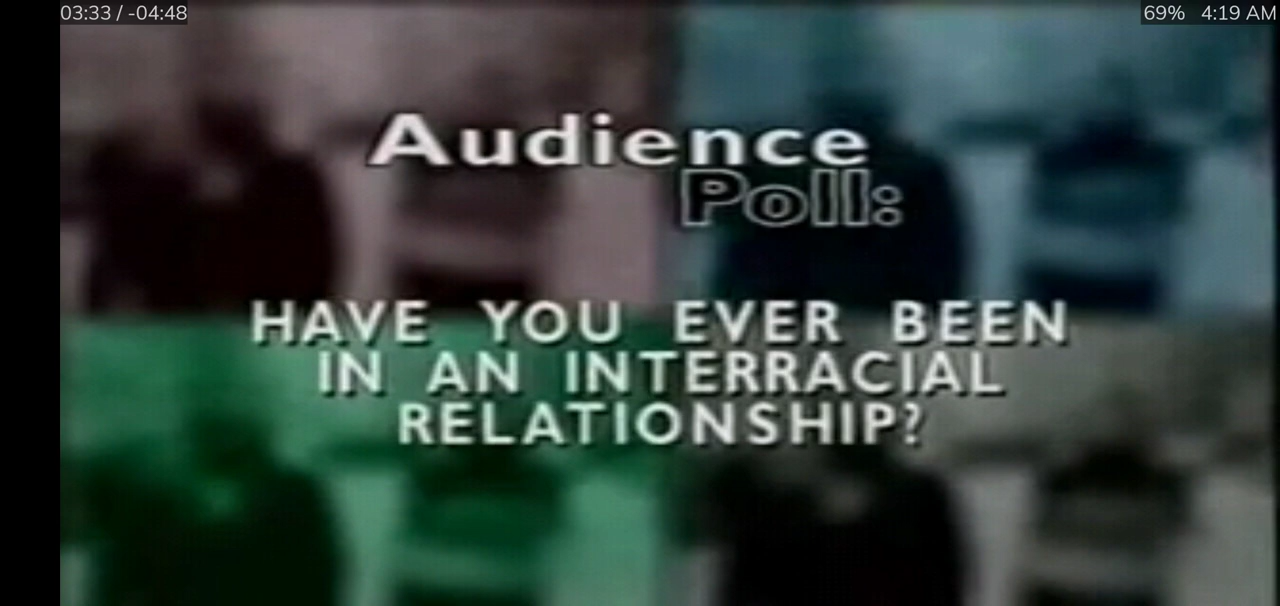 03:33 / -04:48
69% 4:19 AM
Audience
Poll:
HAVE YOU EVER BEEN
IN AN INTERRACIAL
RELATIONSHIP?